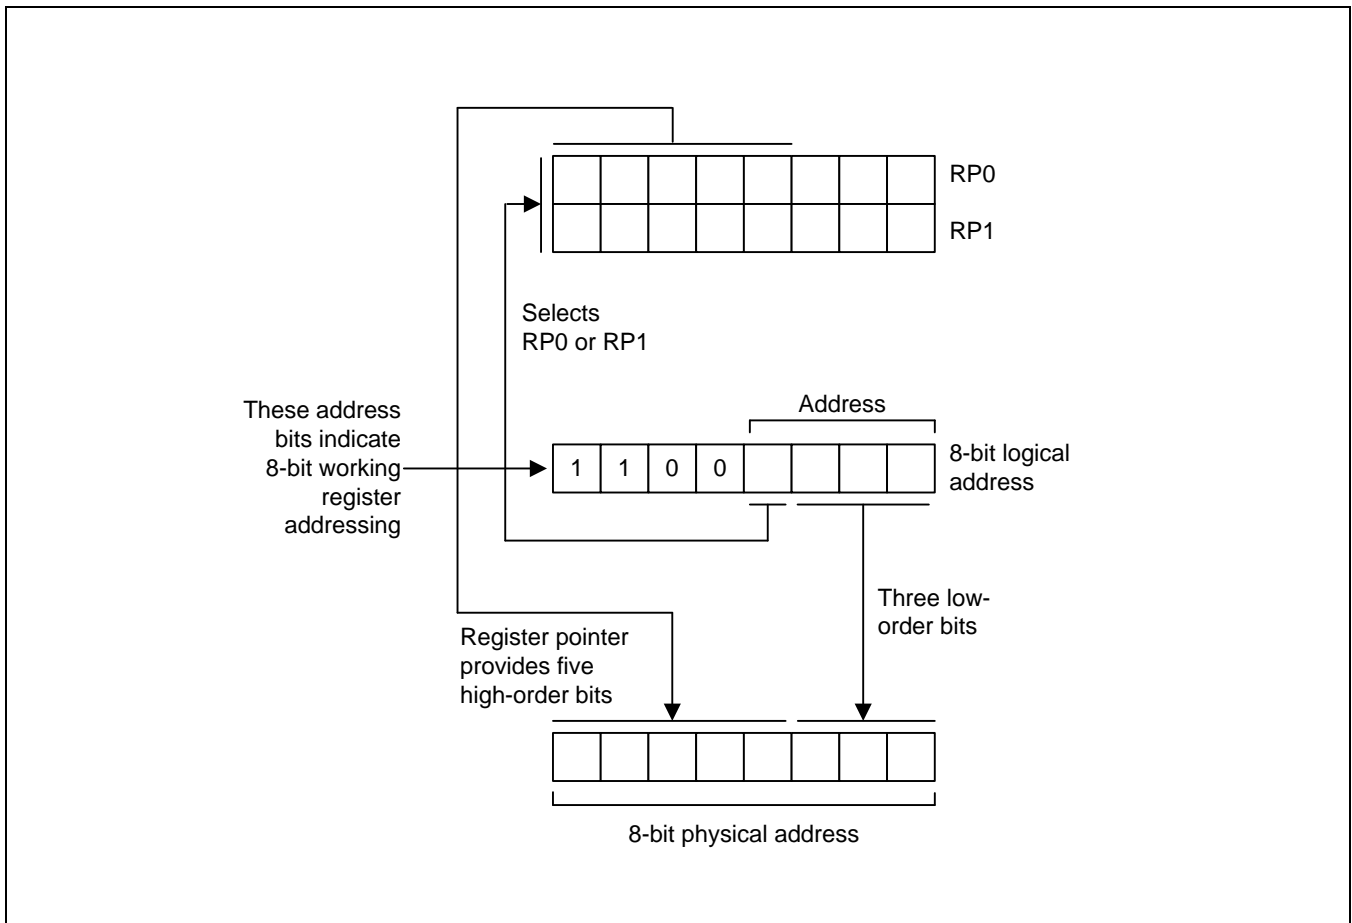 RP0
RP1
Selects
RP0 or RP1
These address
bits indicate
8-bit working
register
addressing
Address
1 1 0 0
8-bit logical
address
Three low-
order bits
Register pointer
provides five
high-order bits
8-bit physical address